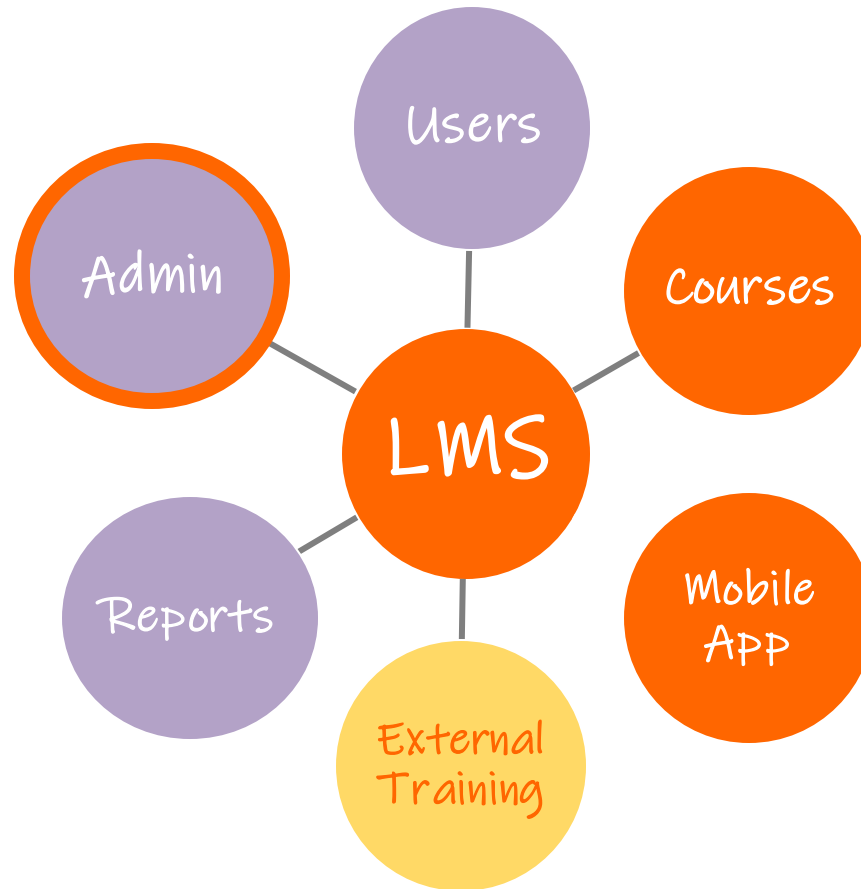 Users
Admin
Courses
LMS
Reports
Mobile
App
External
Training